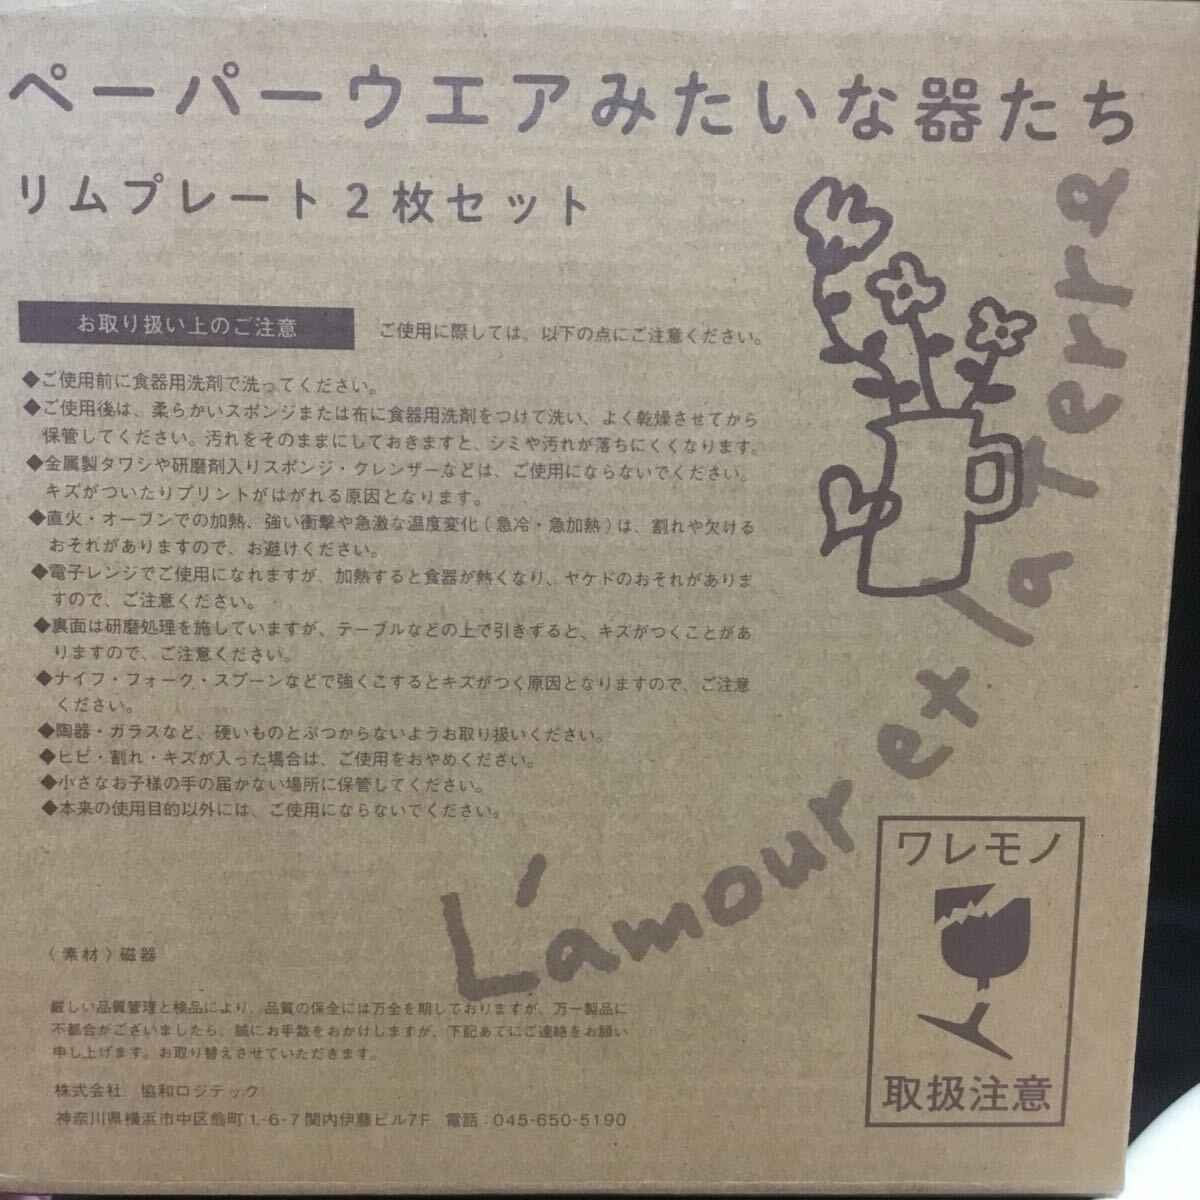 ペーパーウエアみたいな器たち
リムプレート2枚セット
お取り扱い上のご注意
ご使用に際しては、以下の点にご注意ください。
◆ご使用前に食器用洗剤で洗ってください。
◆ご使用後は、柔らかいスポンジまたは布に食器用洗剤をつけて洗い、よく乾燥させてから
保管してください。汚れをそのままにしておきますと、シミや汚れが落ちにくくなります。
◆金属製タワシや研磨剤入りスポンジ・クレンザーなどは、ご使用にならないでください。
キズがついたりプリントがはがれる原因となります。
◆直火・オーブンでの加熱、強い衝撃や急激な温度変化(急冷・急加熱)は、割れや欠ける
おそれがありますので、お避けください。
◆電子レンジでご使用になれますが、加熱すると食器が熱くなり、ヤケドのおそれがありま
すので、ご注意ください。
◆裏面は研磨処理を施していますが、テーブルなどの上で引きずると、キズがつくことがあ
りますので、ご注意ください。
◆ナイフ・フォーク・スプーンなどで強くこするとキズがつく原因となりますので、ご注意
ください。
◆陶器・ガラスなど、硬いものとぶつからないようお取り扱いください。
◆ヒビ・割れ・キズが入った場合は、ご使用をおやめください。
◆小さなお子様の手の届かない場所に保管してください。
◆本来の使用目的以外には、ご使用にならないでください。
L'amour ex la Terre
〈素材〉磁器
厳しい品質管理と検品により、品質の保全には万全を期しておりますが、万一製品に
不都合がございましたら、誠にお手数をおかけしますが、下記あてにご連絡をお願い
申し上げます。お取り替えさせていただきます。
株式会社 協和ロジテック
神奈川県横浜市中区翁町1-6-7関内伊藤ビル7F 電話:045-650-5190
ワレモノ
取扱注意